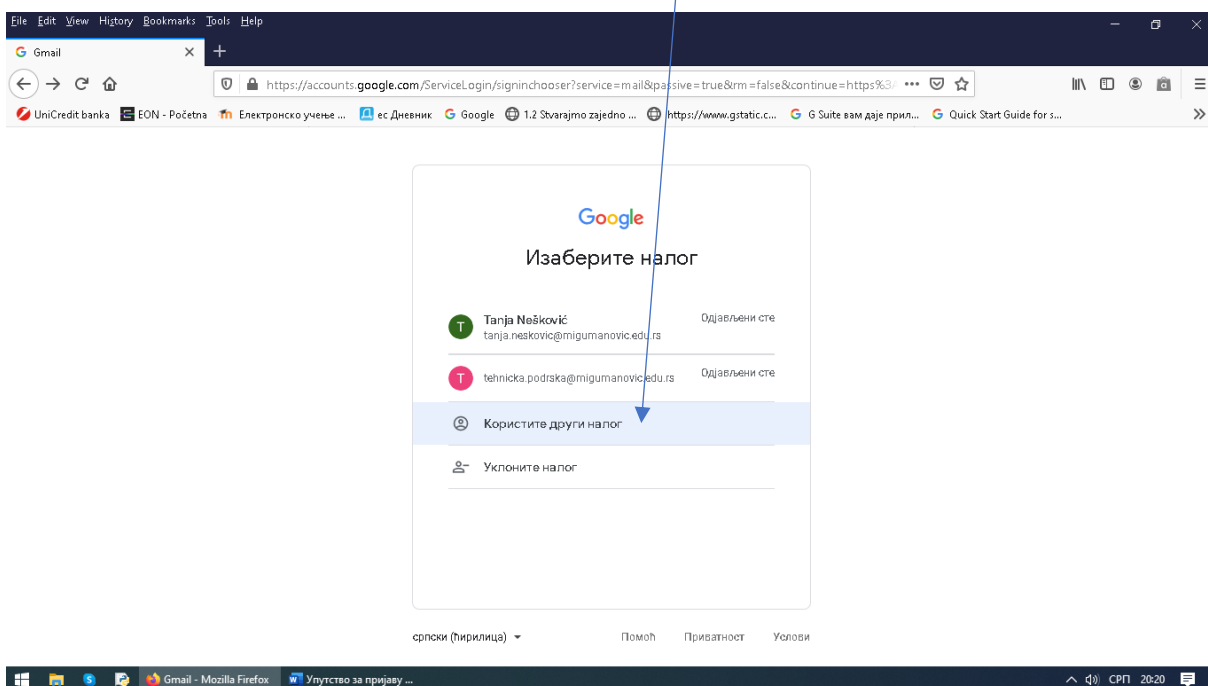 File Edit View History Bookmarks Tools Help
Gmail
https://accounts.google.com/ServiceLogin/signinchooser?service=mail&passive=true&rm=false&continue=https%3A
UniCredit banka EON - Početna Електронско учење ... ес Дневник Google 1.2 Stvarajmo zajedno ... https://www.gstatic.c... G Suite вам даје прил... Quick Start Guide for s...
Google
Изаберите налог
T Tanja Nešković Одјављени сте
tanja.neskovic@migumanovic.edu.rs
T tehnicka.podrska@migumanovic.edu.rs Одјављени сте
Користите други налог
Уклоните налог
српски (ћирилица) Помоћ Приватност Услови
Gmail - Mozilla Firefox Упутство за пријаву ... СРП 20:20